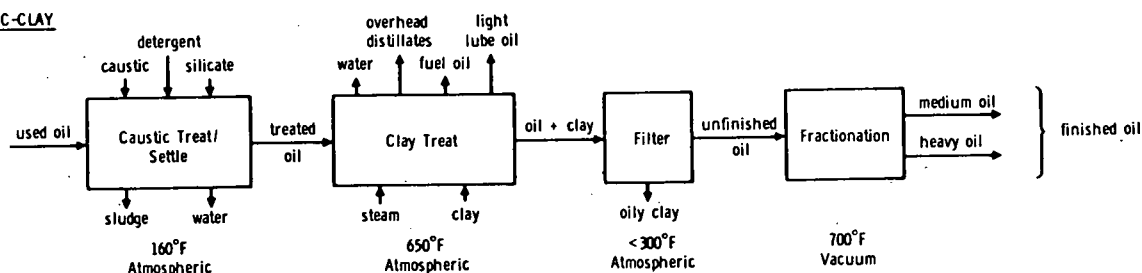 C-CLAY
detergent
caustic
silicate
used oil
Caustic Treat/
Settle
sludge
water
160°F
Atmospheric
treated
oil
overhead
distillates
light
lube oil
water
fuel oil
Clay Treat
steam
clay
650°F
Atmospheric
oil + clay
Filter
oily clay
<300°F
Atmospheric
unfinished
oil
Fractionation
700°F
Vacuum
medium oil
heavy oil
finished oil